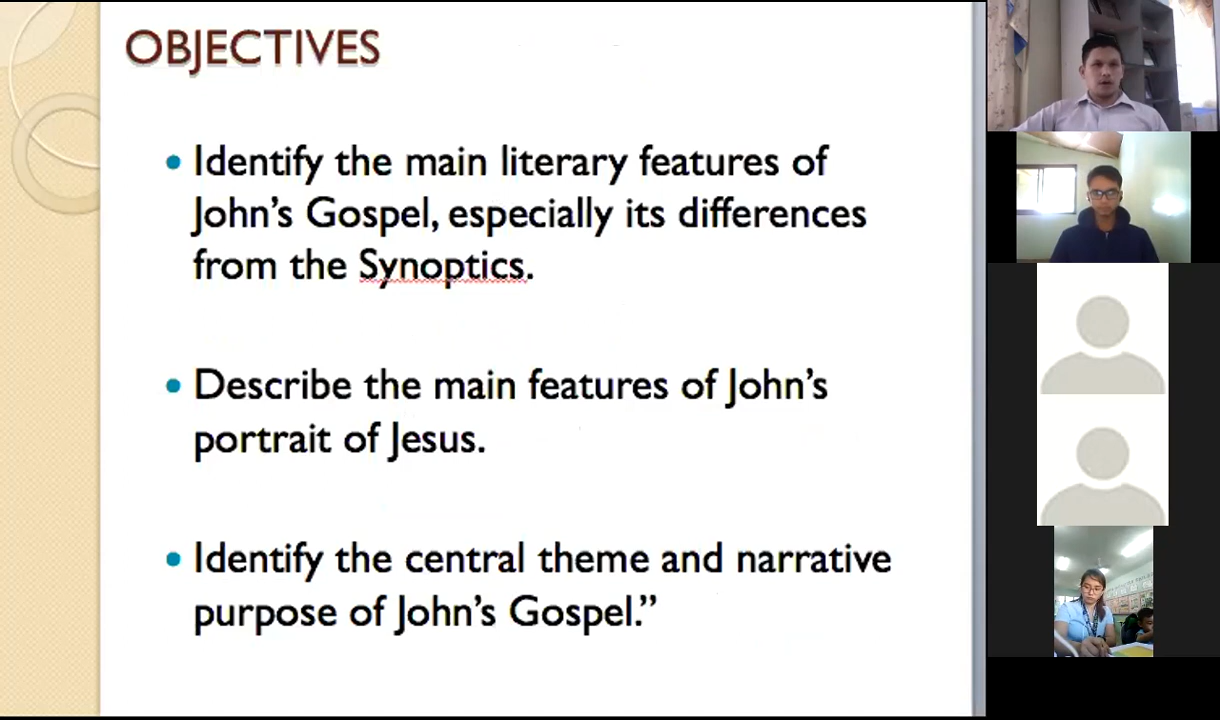 OBJECTIVES
• Identify the main literary features of
John's Gospel, especially its differences
from the Synoptics.
• Describe the main features of John's
portrait of Jesus.
• Identify the central theme and narrative
purpose of John's Gospel.”